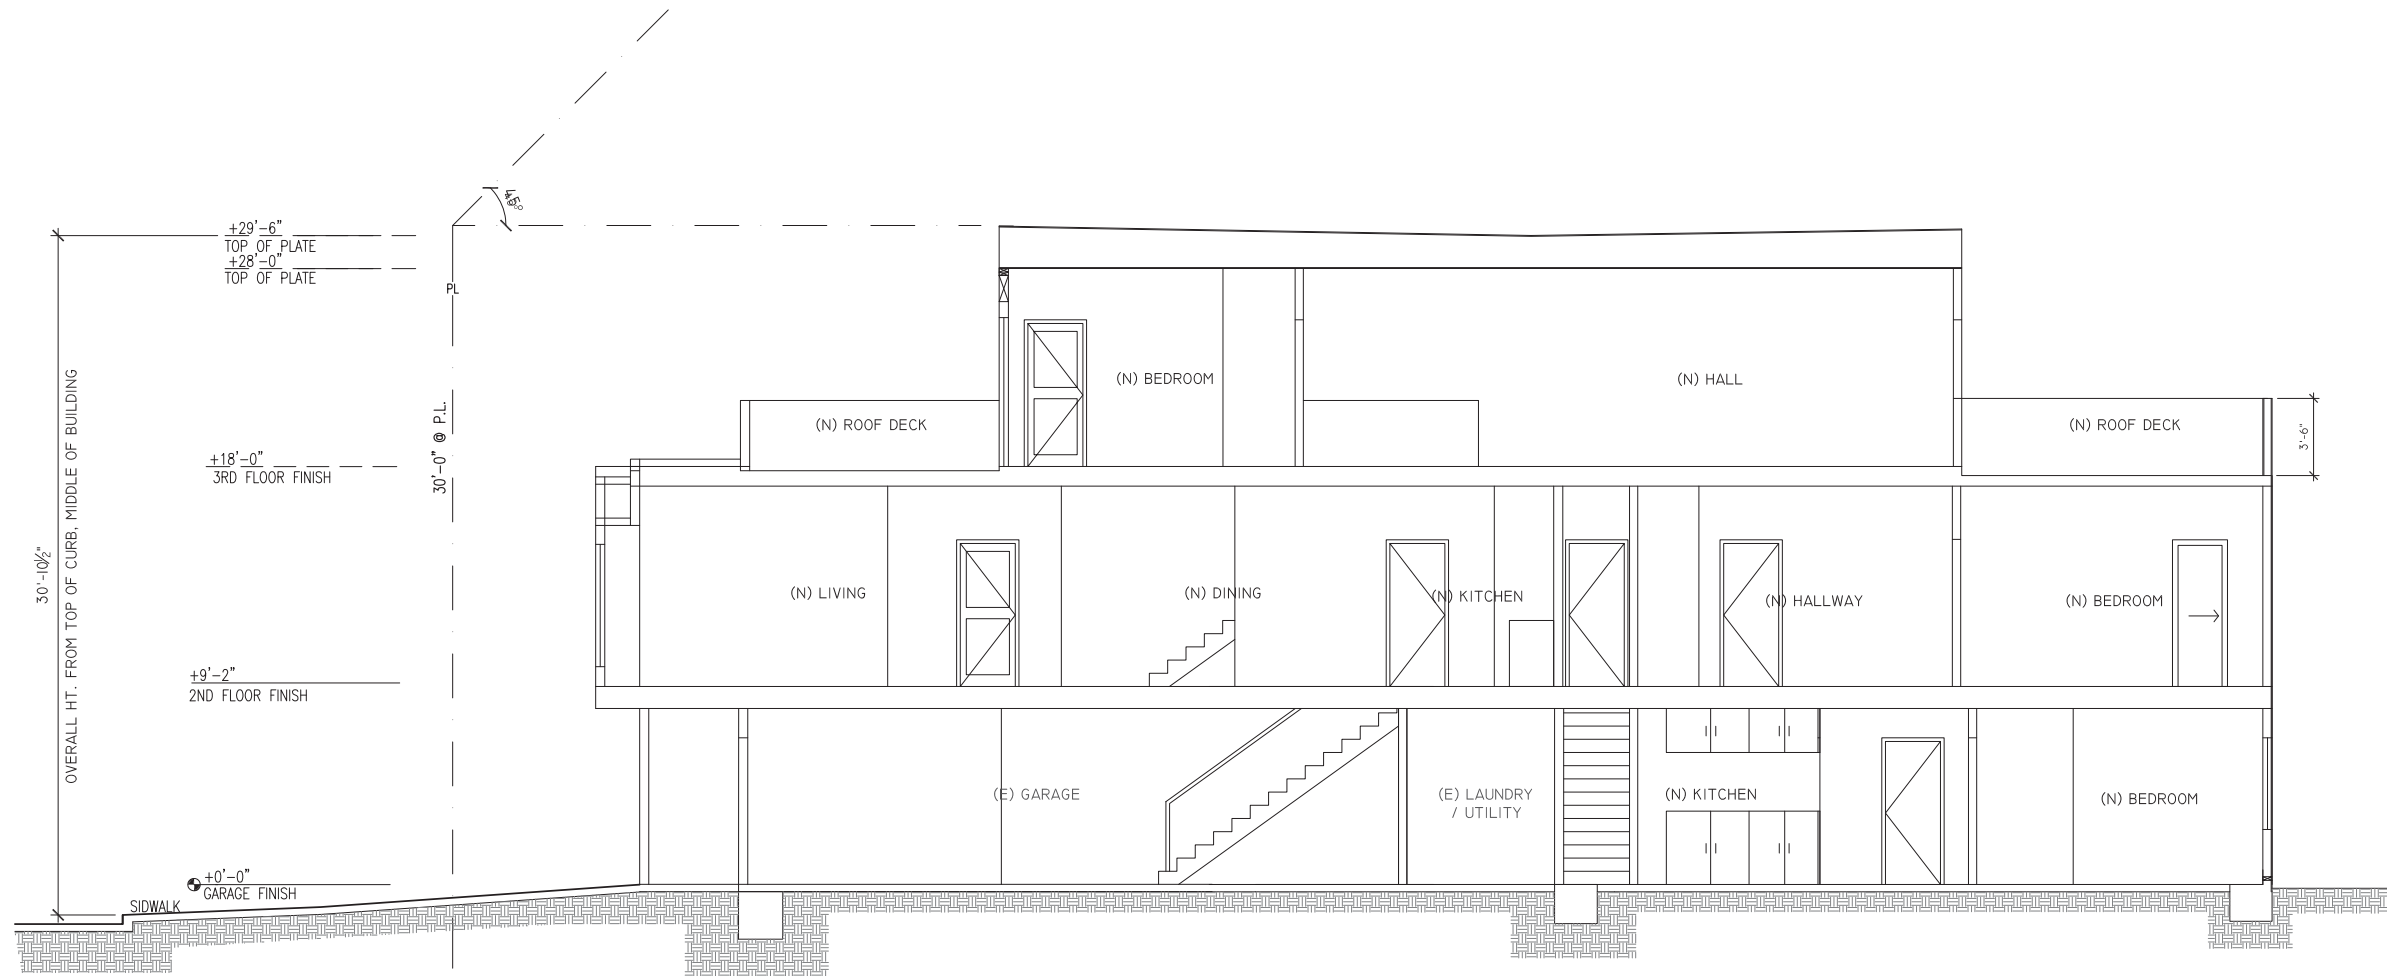 45°
+29'-6"
TOP OF PLATE
+28'-0"
TOP OF PLATE
PL
30'-0" @ P.L.
+18'-0"
3RD FLOOR FINISH
30'-10½"
OVERALL HT. FROM TOP OF CURB, MIDDLE OF BUILDING
+9'-2"
2ND FLOOR FINISH
+0'-0"
GARAGE FINISH
SIDWALK
(N) BEDROOM
(N) HALL
(N) ROOF DECK
(N) ROOF DECK
3'-6"
(N) LIVING
(N) DINING
(N) KITCHEN
(N) HALLWAY
(N) BEDROOM
(E) GARAGE
(E) LAUNDRY
/ UTILITY
(N) KITCHEN
(N) BEDROOM